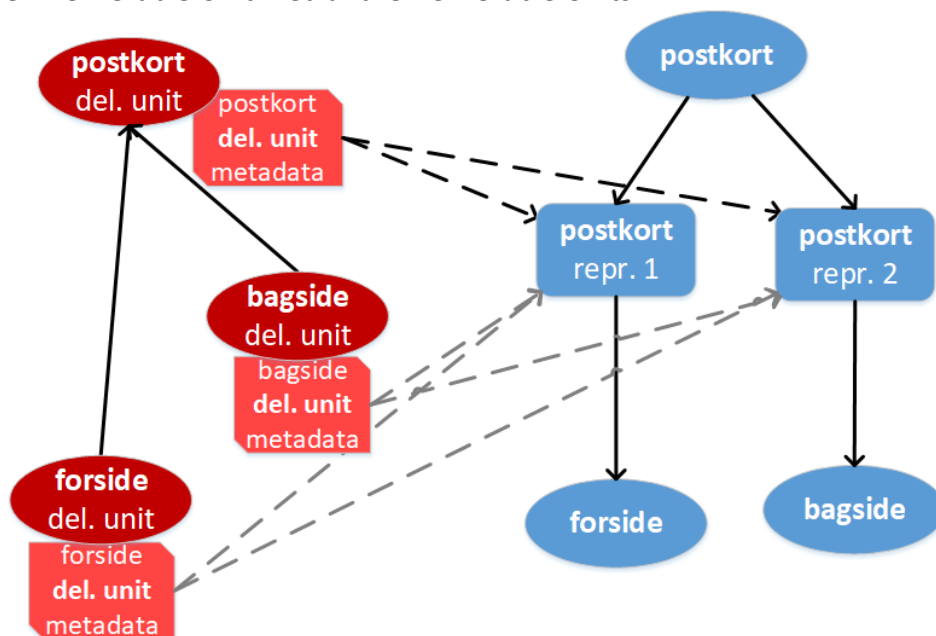 postkort
del. unit
postkort
del. unit
metadata
postkort
postkort
repr. 1
postkort
repr. 2
bagside
del. unit
bagside
del. unit
metadata
forside
del. unit
forside
del. unit
metadata
forside
bagside